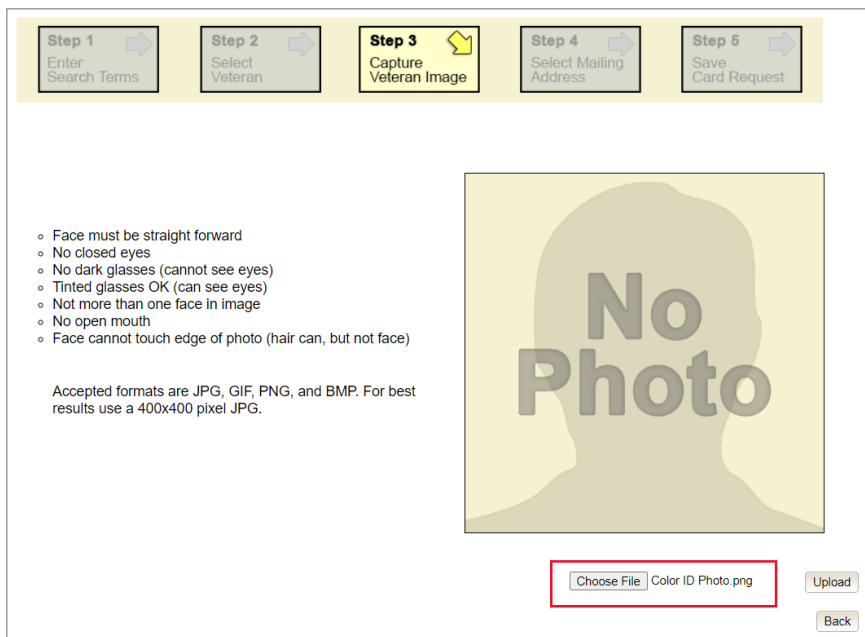 Step 1
Enter
Search Terms
Step 2
Select
Veteran
Step 3
Capture
Veteran Image
Step 4
Select Mailing
Address
Step 5
Save
Card Request
Face must be straight forward
No closed eyes
No dark glasses (cannot see eyes)
Tinted glasses OK (can see eyes)
Not more than one face in image
No open mouth
Face cannot touch edge of photo (hair can, but not face)
Accepted formats are JPG, GIF, PNG, and BMP. For best
results use a 400x400 pixel JPG.
No
Photo
Choose File Color ID Photo.png
Upload
Back